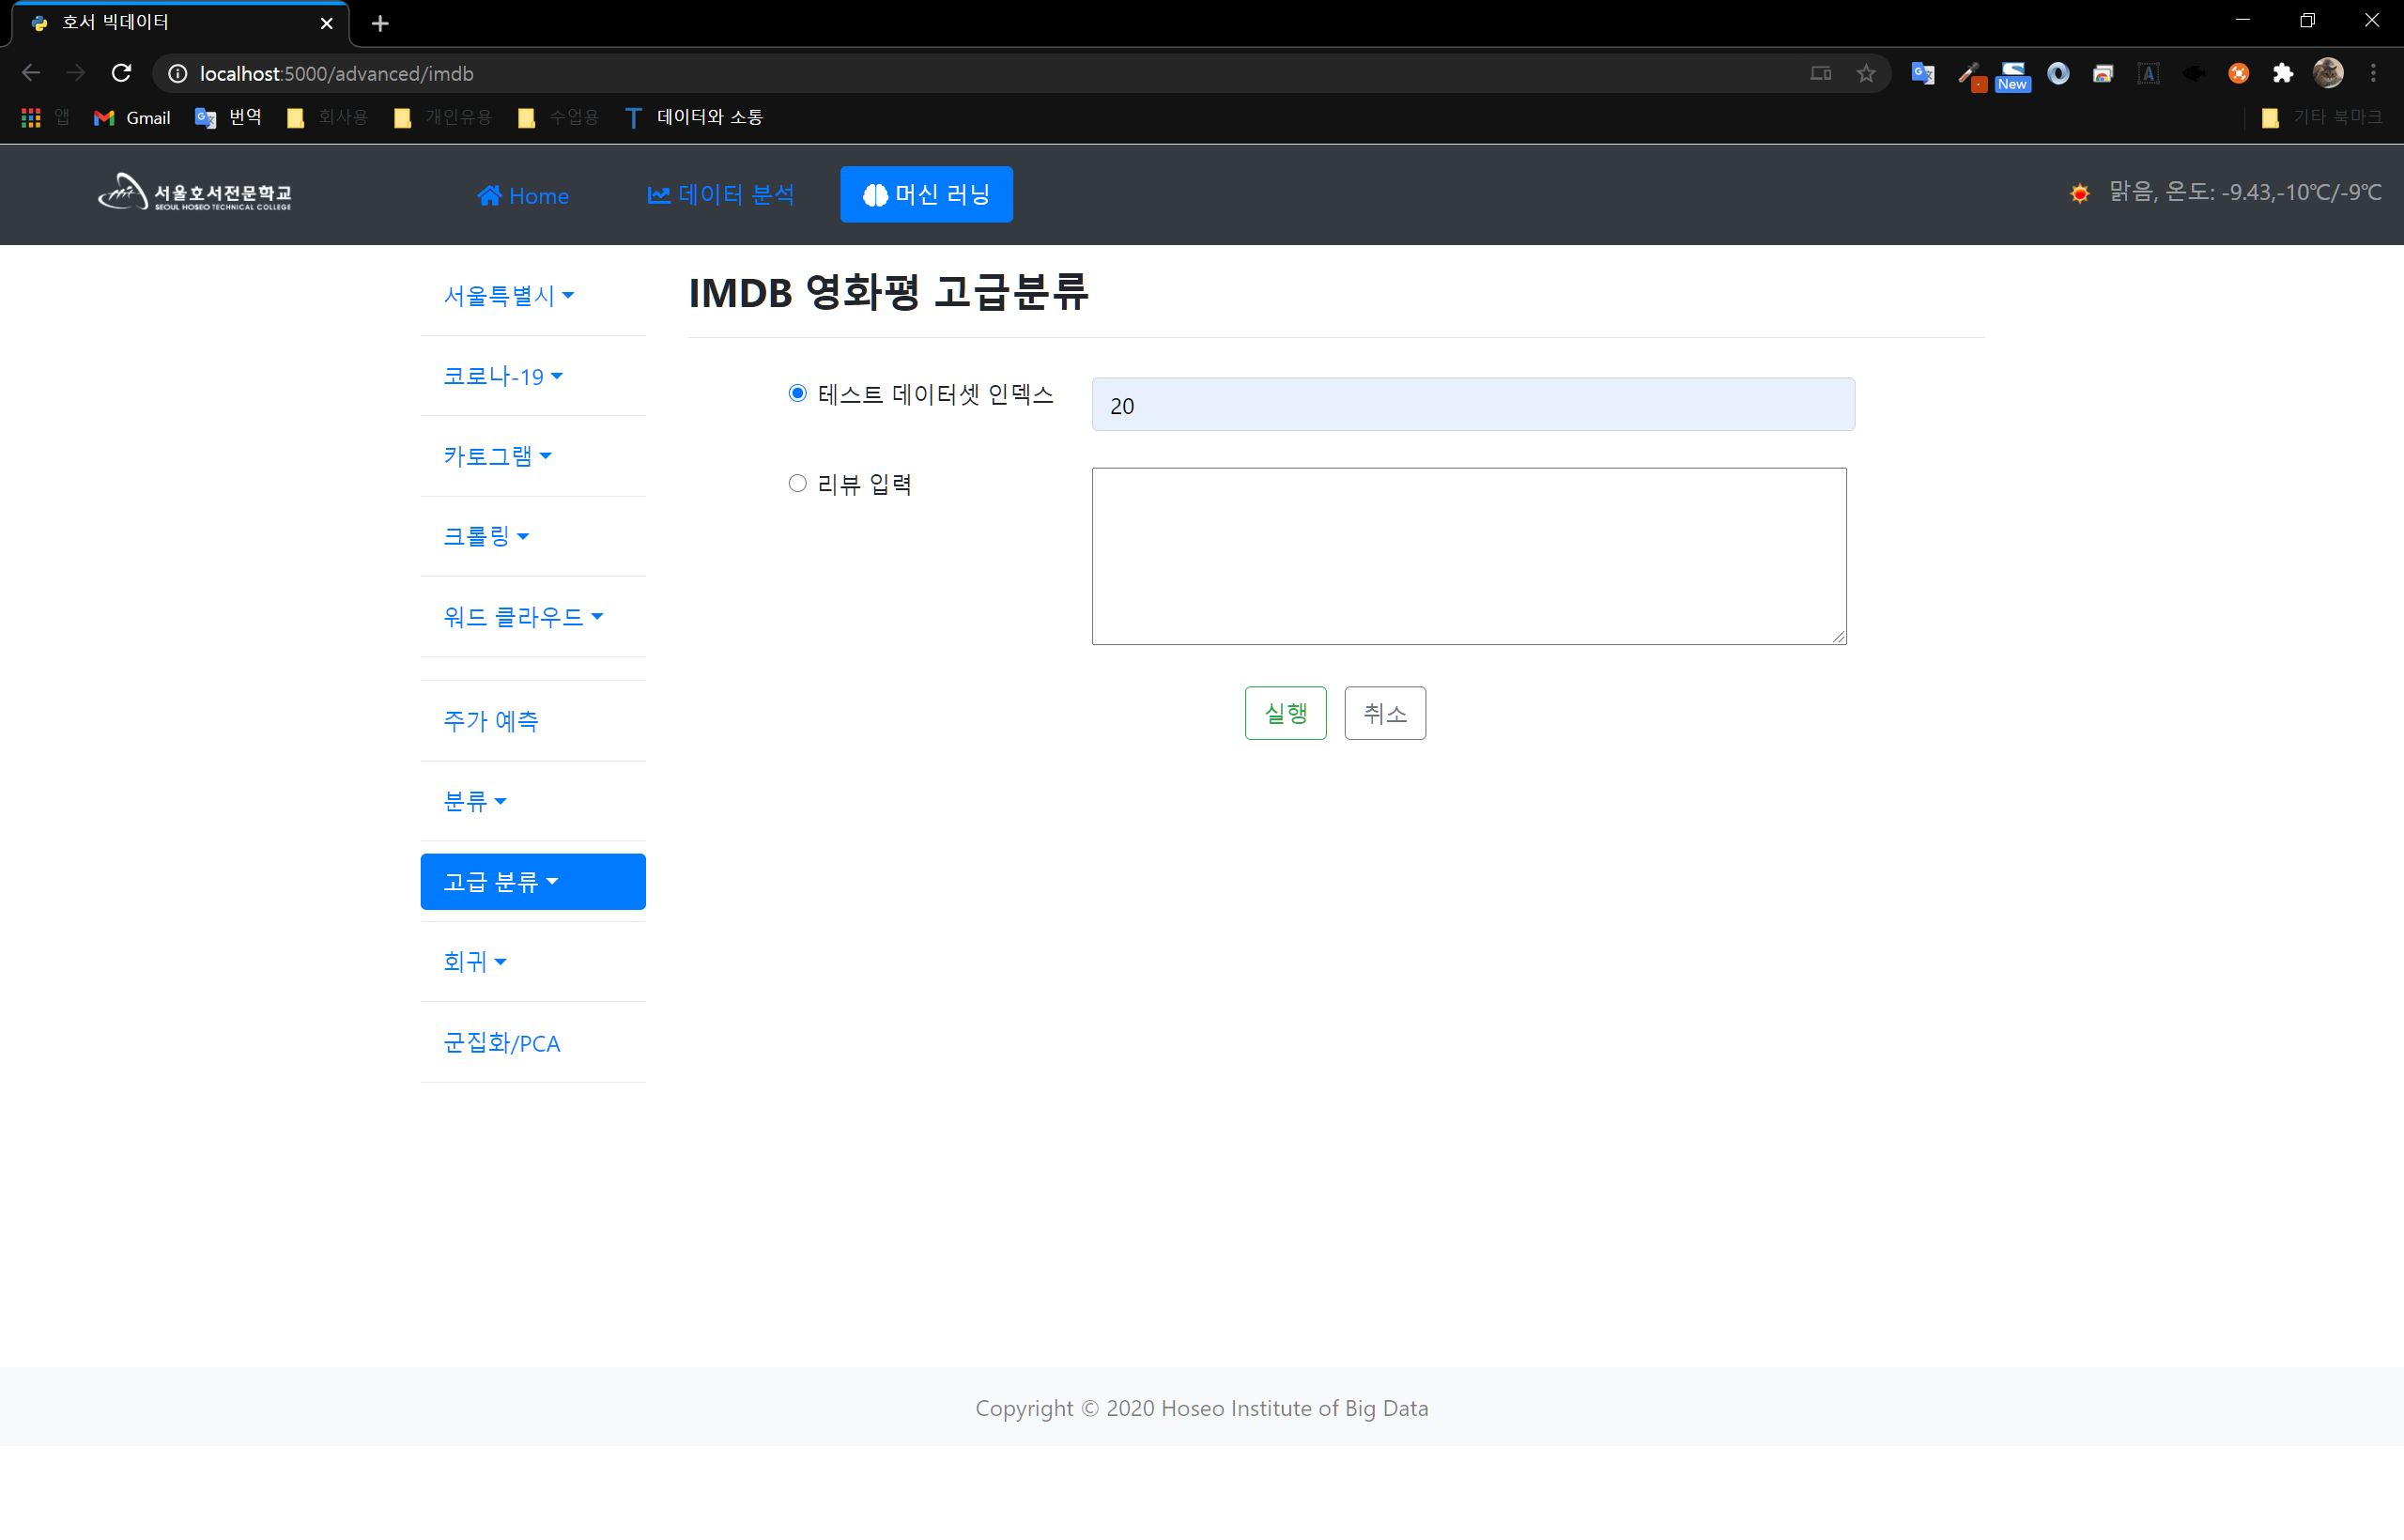 호서 빅데이터
localhost:5000/advanced/imdb
New
앱 Gmail 번역 회사용 개인유용 수업용 데이터와 소통 기타 북마크
서울호서전문학교
SEOUL HOSEO TECHNICAL COLLEGE
Home 데이터 분석 머신 러닝 맑음, 온도: -9.43,-10℃/-9℃
서울특별시
코로나-19
카토그램
크롤링
워드 클라우드
주가 예측
분류
고급 분류
회귀
군집화/PCA
IMDB 영화평 고급분류
테스트 데이터셋 인덱스 20
리뷰 입력
실행 취소
Copyright © 2020 Hoseo Institute of Big Data